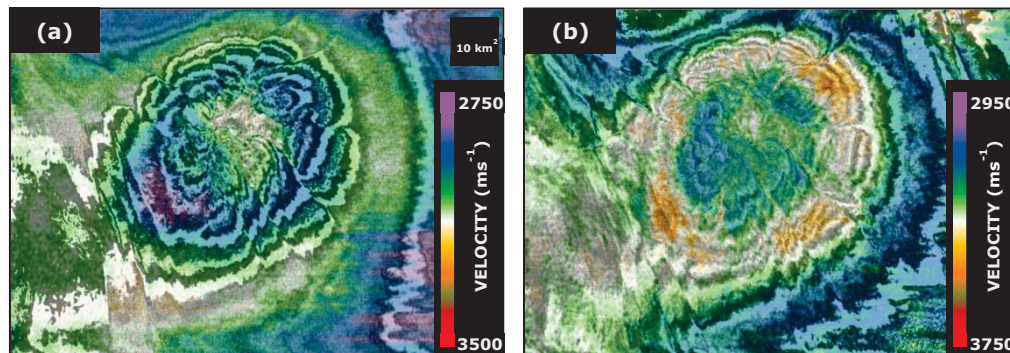 (a)
10 km²
2750
VELOCITY (ms⁻¹)
3500
(b)
2950
VELOCITY (ms⁻¹)
3750